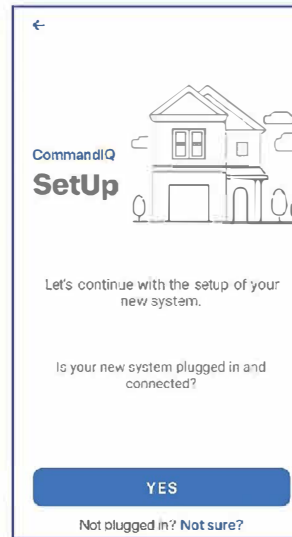 CommandIQ
SetUp
Let's continue with the setup of your
new system.
Is your new system plugged in and
connected?
YES
Not plugged in? Not sure?